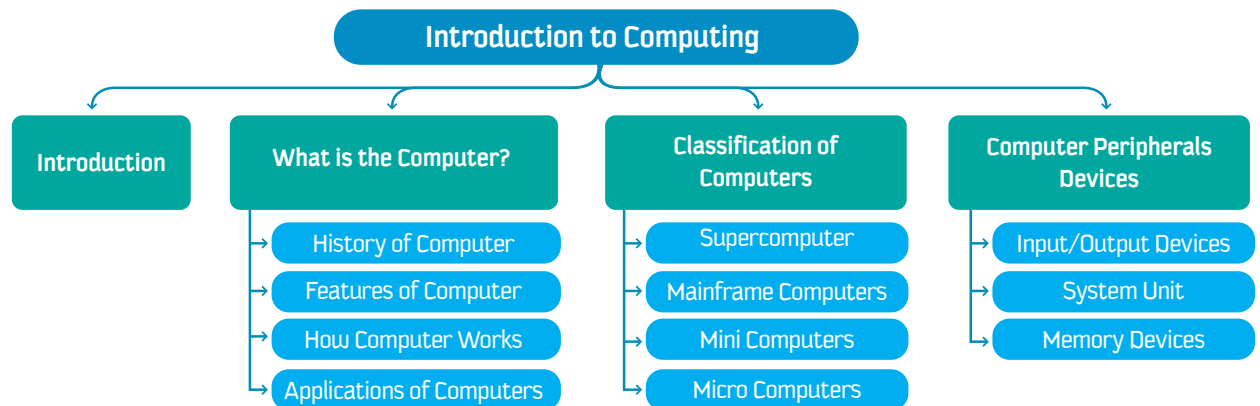 Introduction to Computing
Introduction
What is the Computer?
History of Computer
Features of Computer
How Computer Works
Applications of Computers
Classification of
Computers
Supercomputer
Mainframe Computers
Mini Computers
Micro Computers
Computer Peripherals
Devices
Input/Output Devices
System Unit
Memory Devices